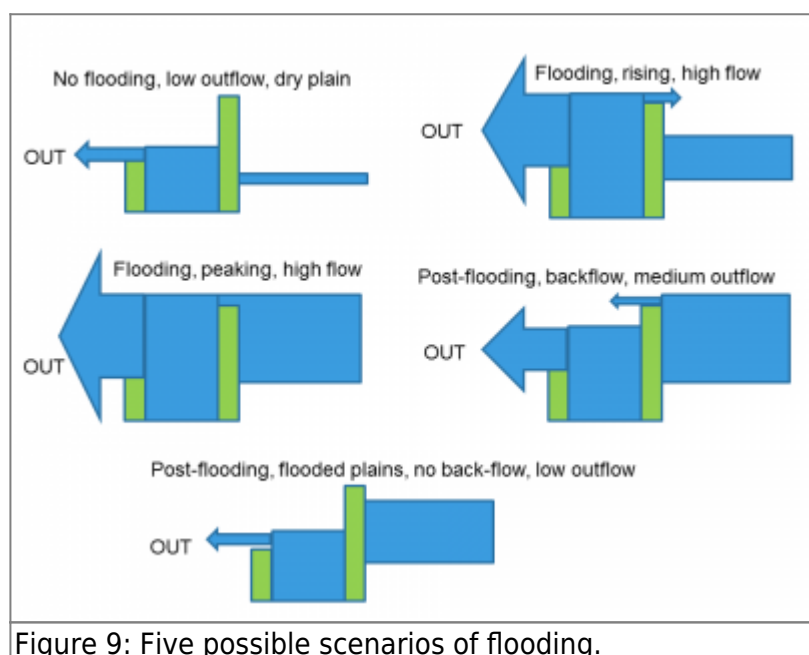 No flooding, low outflow, dry plain
OUT
Flooding, rising, high flow
OUT
Flooding, peaking, high flow
OUT
Post-flooding, backflow, medium outflow
OUT
Post-flooding, flooded plains, no back-flow, low outflow
OUT
Figure 9: Five possible scenarios of flooding.